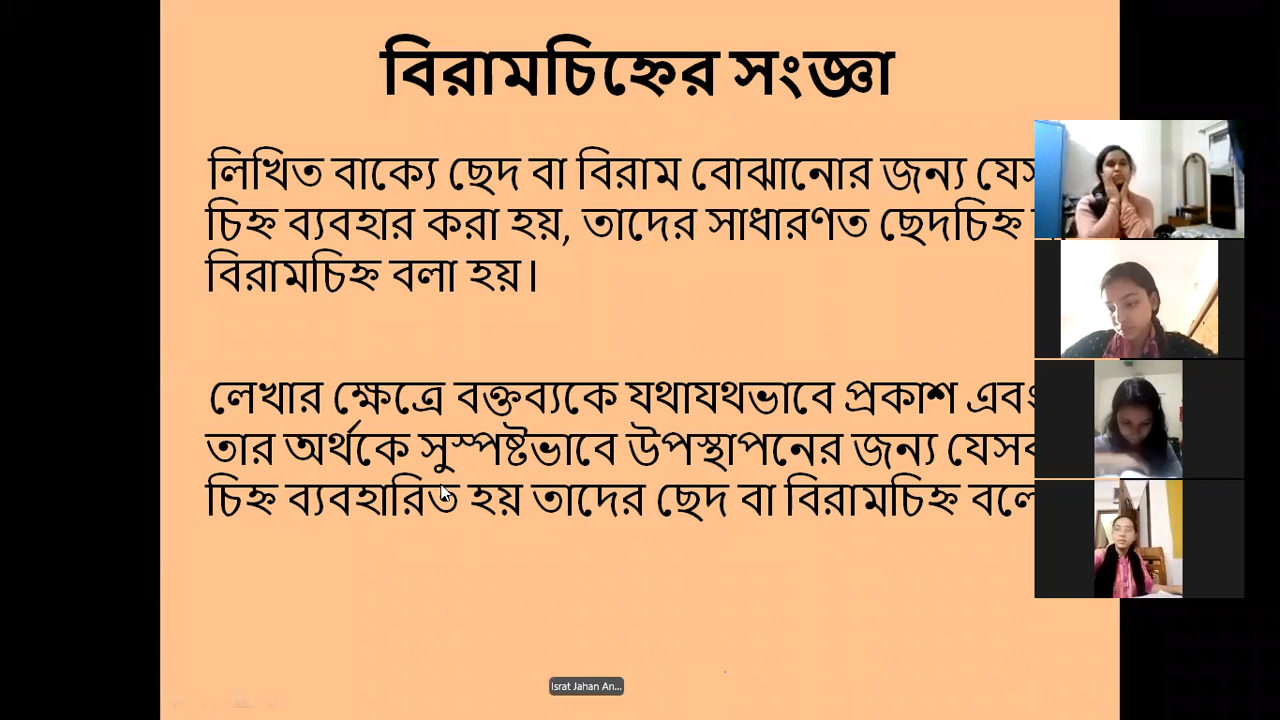 বিরামচিহ্নের সংজ্ঞা
লিখিত বাক্যে ছেদ বা বিরাম বোঝানোর জন্য
চিহ্ন ব্যবহার করা হয়, তাদের সাধারণত ছেদচিহ্ন
বিরামচিহ্ন বলা হয়।
লেখার ক্ষেত্রে বক্তব্যকে যথাযথভাবে প্রকাশ এবং
তার অর্থকে সুস্পষ্টভাবে উপস্থাপনের জন্য
চিহ্ন ব্যবহারিত হয় তাদের ছেদ বা বিরামচিহ্ন বলে
Israt Jahan An...